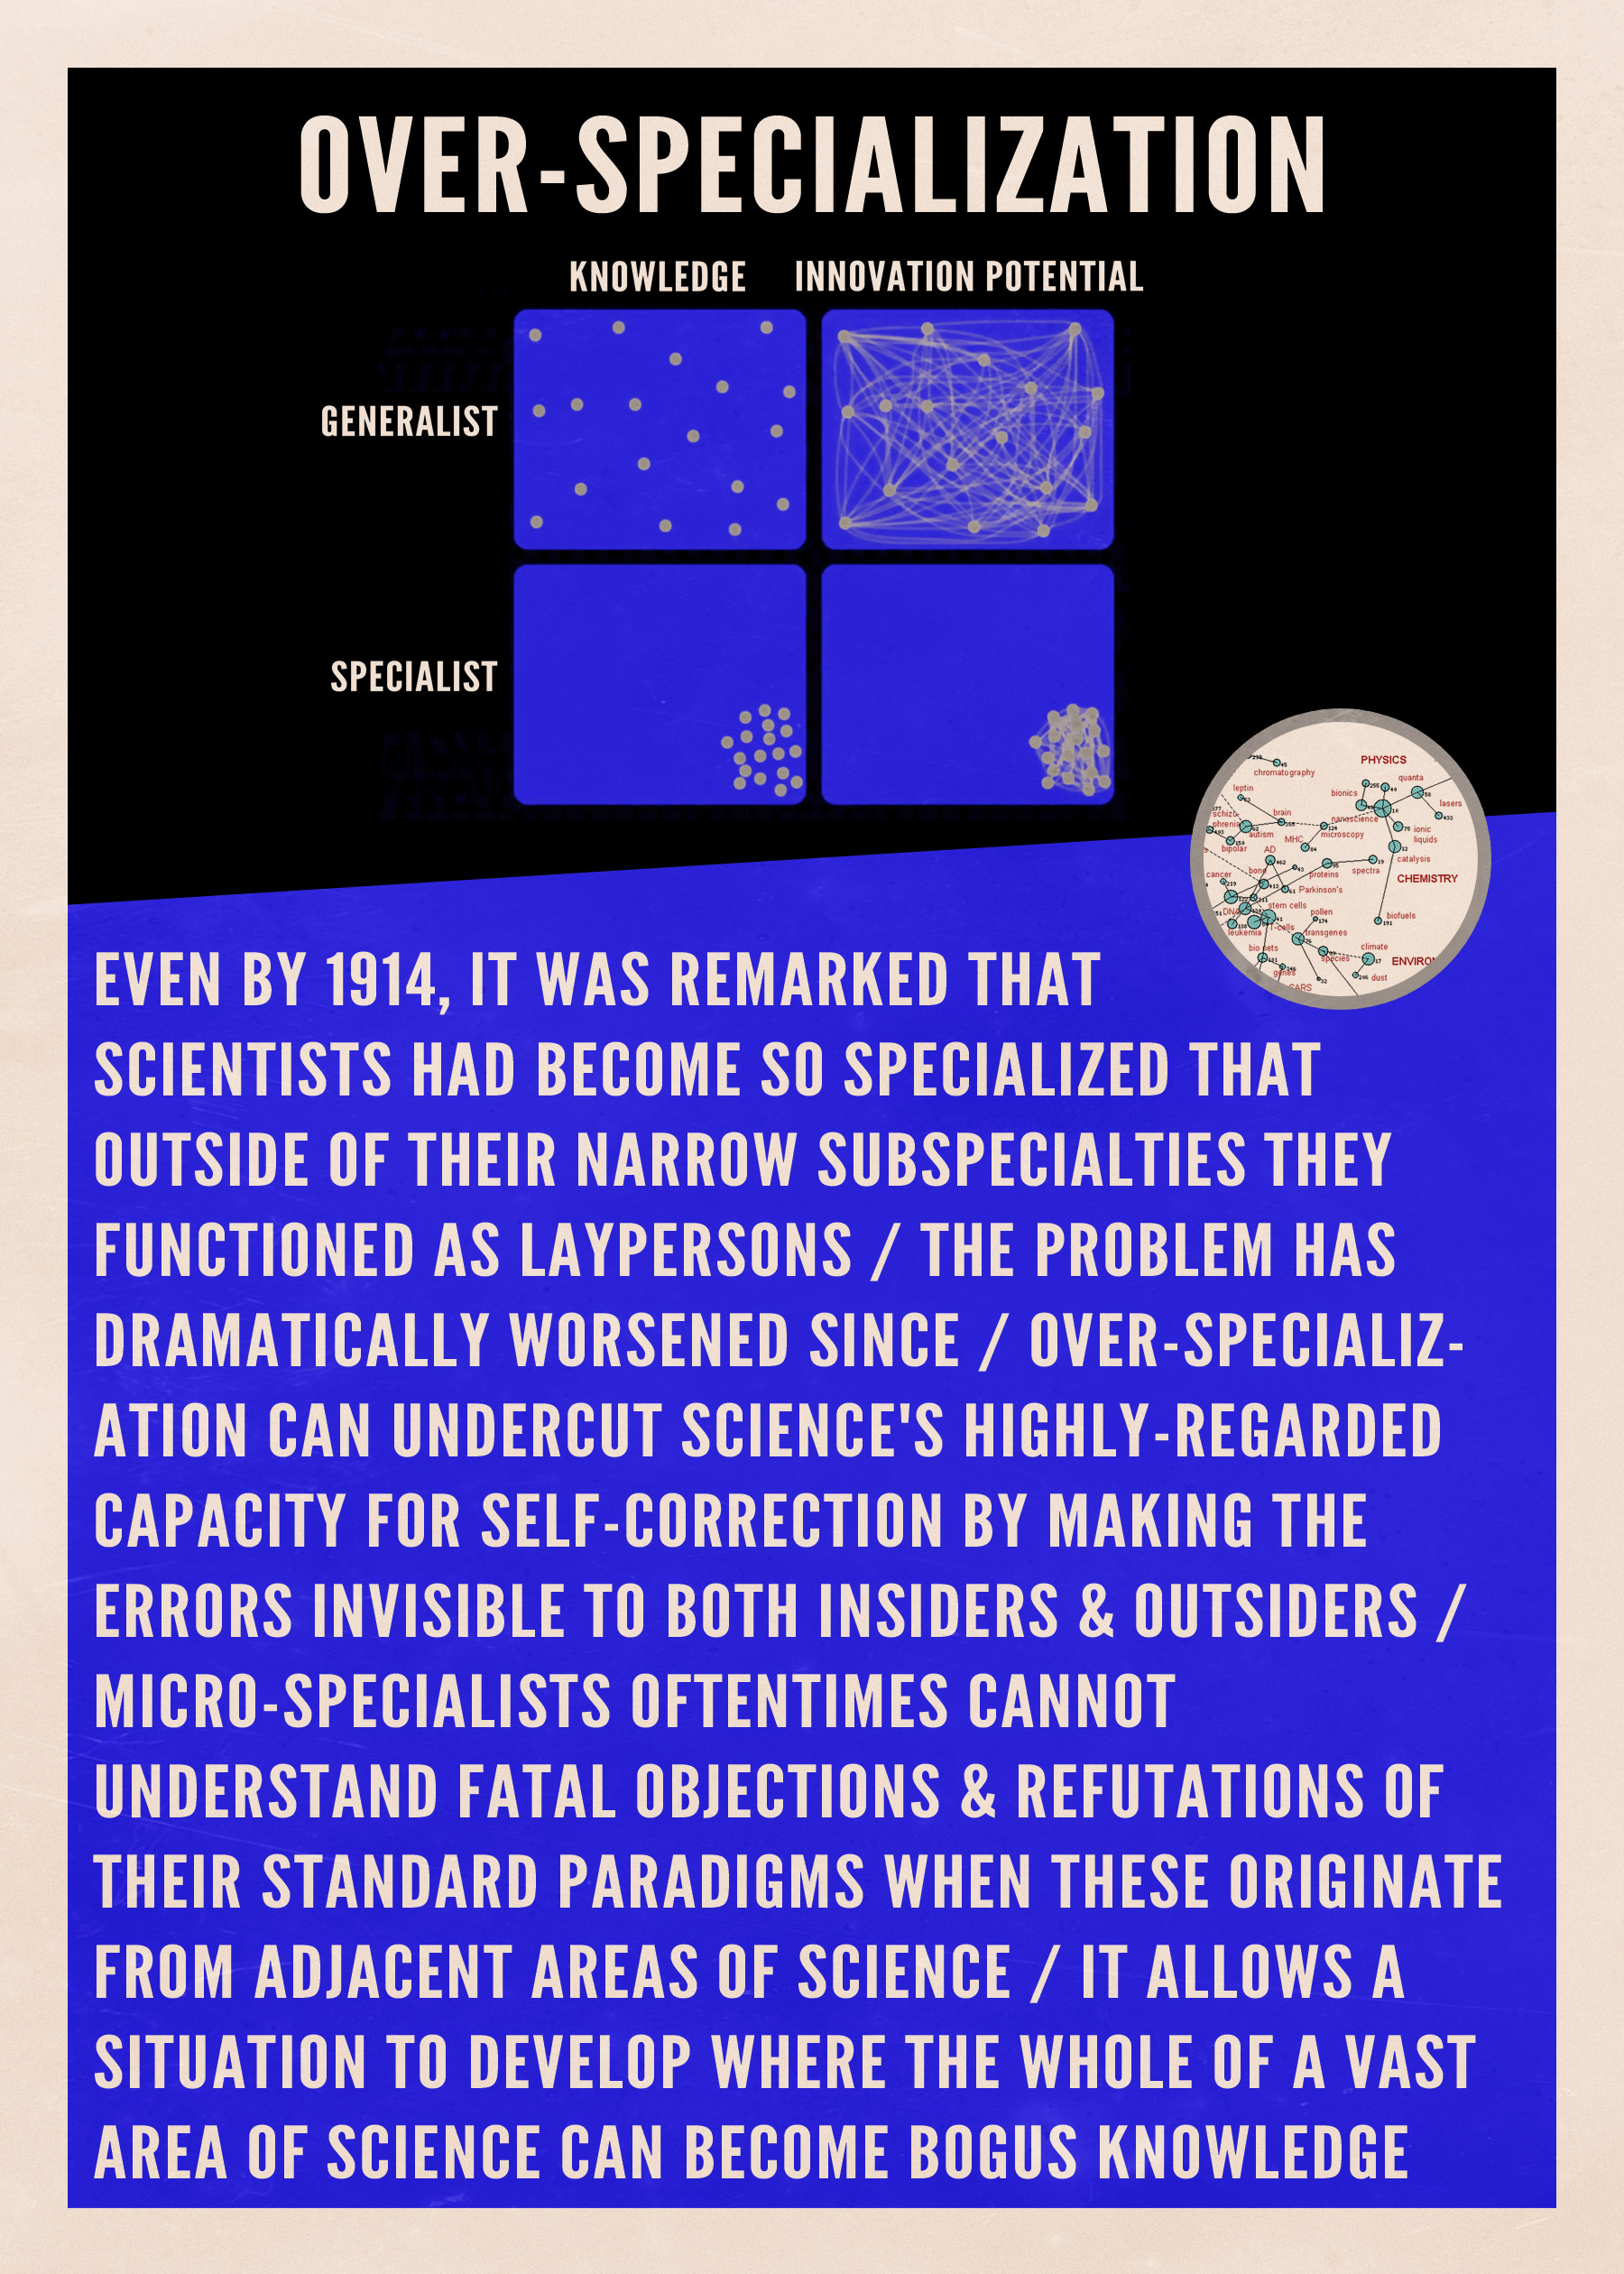 OVER-SPECIALIZATION
KNOWLEDGE INNOVATION POTENTIAL
GENERALIST
SPECIALIST
PHYSICS
chromatography
quanta
leptin
bionics
lasers
schizo-
phrenia
brain
nanoscience
autism
MHC
microscopy
ionic
liquids
bipolar
AD
catalysis
cancer
bone
proteins
spectra
CHEMISTRY
Parkinson's
DNA
stem cells
pollen
biofuels
leukemia
T-cells
transgenes
bio nets
species
climate
ENVIRON
genes
dust
SARS
EVEN BY 1914, IT WAS REMARKED THAT
SCIENTISTS HAD BECOME SO SPECIALIZED THAT
OUTSIDE OF THEIR NARROW SUBSPECIALTIES THEY
FUNCTIONED AS LAYPERSONS / THE PROBLEM HAS
DRAMATICALLY WORSENED SINCE / OVER-SPECIALIZ-
ATION CAN UNDERCUT SCIENCE'S HIGHLY-REGARDED
CAPACITY FOR SELF-CORRECTION BY MAKING THE
ERRORS INVISIBLE TO BOTH INSIDERS & OUTSIDERS /
MICRO-SPECIALISTS OFTENTIMES CANNOT
UNDERSTAND FATAL OBJECTIONS & REFUTATIONS OF
THEIR STANDARD PARADIGMS WHEN THESE ORIGINATE
FROM ADJACENT AREAS OF SCIENCE / IT ALLOWS A
SITUATION TO DEVELOP WHERE THE WHOLE OF A VAST
AREA OF SCIENCE CAN BECOME BOGUS KNOWLEDGE